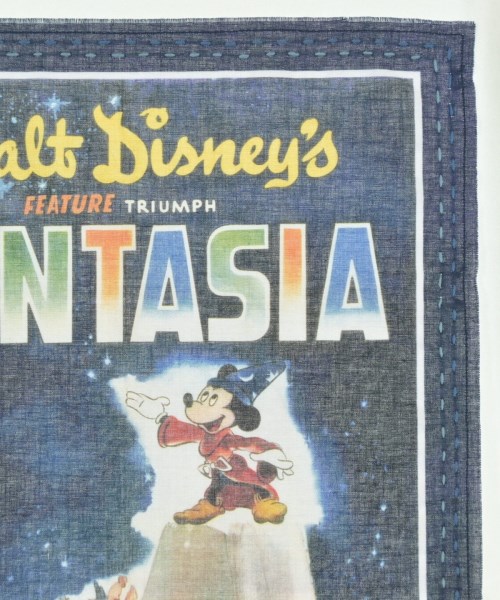 alt Disney's
FEATURE TRIUMPH
NTASIA